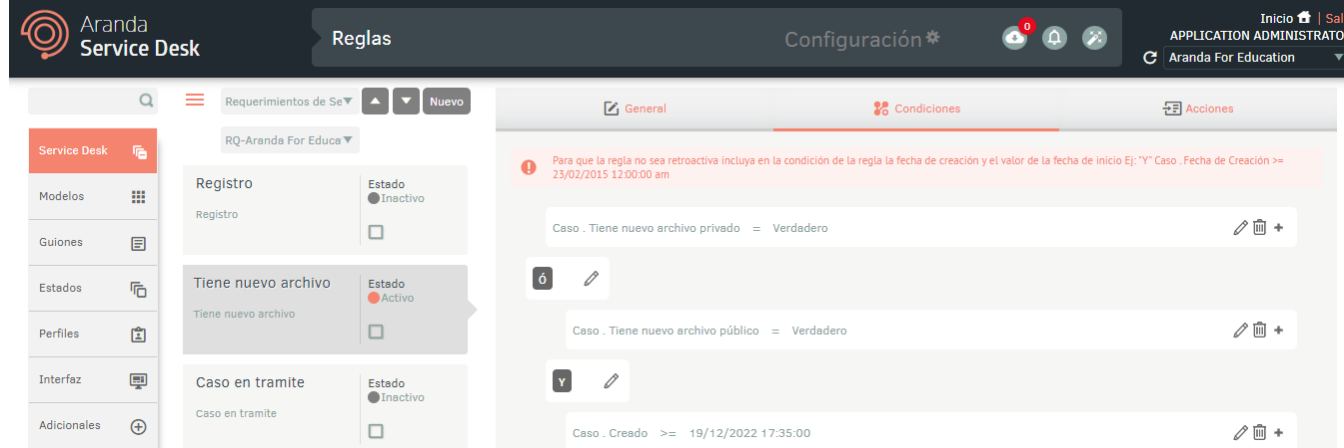 Aranda
Service Desk
Reglas
Configuración
0
Inicio | Sal
APPLICATION ADMINISTRATO
Aranda For Education
Requerimientos de Se
Nuevo
RQ-Aranda For Educa
General
Condiciones
Acciones
Service Desk
Modelos
Guiones
Estados
Perfiles
Interfaz
Adicionales
Registro
Estado
Inactivo
Registro
Tiene nuevo archivo
Estado
Activo
Tiene nuevo archivo
Caso en tramite
Estado
Inactivo
Caso en tramite
Para que la regla no sea retroactiva incluya en la condición de la regla la fecha de creación y el valor de la fecha de inicio Ej: "Y" Caso . Fecha de Creación >=
23/02/2015 12:00:00 am
Caso . Tiene nuevo archivo privado = Verdadero
ó
Caso . Tiene nuevo archivo público = Verdadero
Y
Caso . Creado >= 19/12/2022 17:35:00